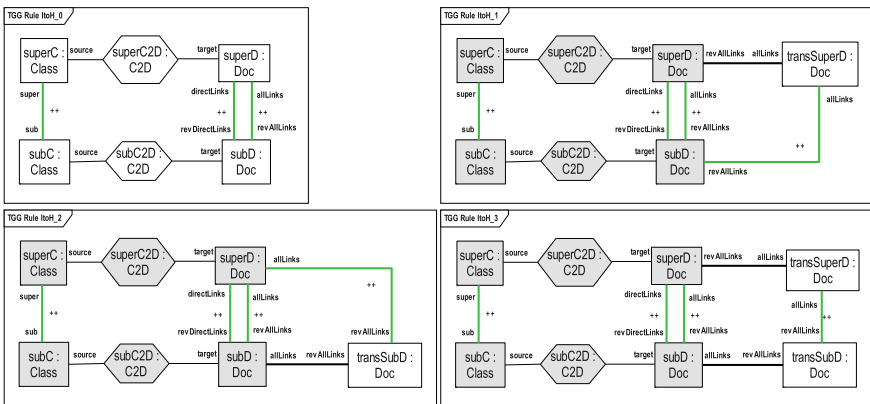 TGG Rule ItoH_0
superC :
Class
source
superC2D :
C2D
target
superD :
Doc
super
++
sub
directLinks
allLinks
++
++
revDirectLinks
revAllLinks
subC :
Class
source
subC2D :
C2D
target
subD :
Doc
TGG Rule ItoH_1
superC :
Class
source
superC2D :
C2D
target
superD :
Doc
revAllLinks
allLinks
transSuperD :
Doc
super
++
sub
directLinks
allLinks
++
++
revDirectLinks
revAllLinks
allLinks
++
subC :
Class
source
subC2D :
C2D
target
subD :
Doc
revAllLinks
TGG Rule ItoH_2
superC :
Class
source
superC2D :
C2D
target
superD :
Doc
allLinks
++
super
++
sub
directLinks
allLinks
++
++
revDirectLinks
revAllLinks
subC :
Class
source
subC2D :
C2D
target
subD :
Doc
allLinks
revAllLinks
transSubD :
Doc
TGG Rule ItoH_3
superC :
Class
source
superC2D :
C2D
target
superD :
Doc
revAllLinks
allLinks
transSuperD :
Doc
super
++
sub
directLinks
allLinks
++
++
revDirectLinks
revAllLinks
allLinks
++
revAllLinks
subC :
Class
source
subC2D :
C2D
target
subD :
Doc
allLinks
revAllLinks
transSubD :
Doc